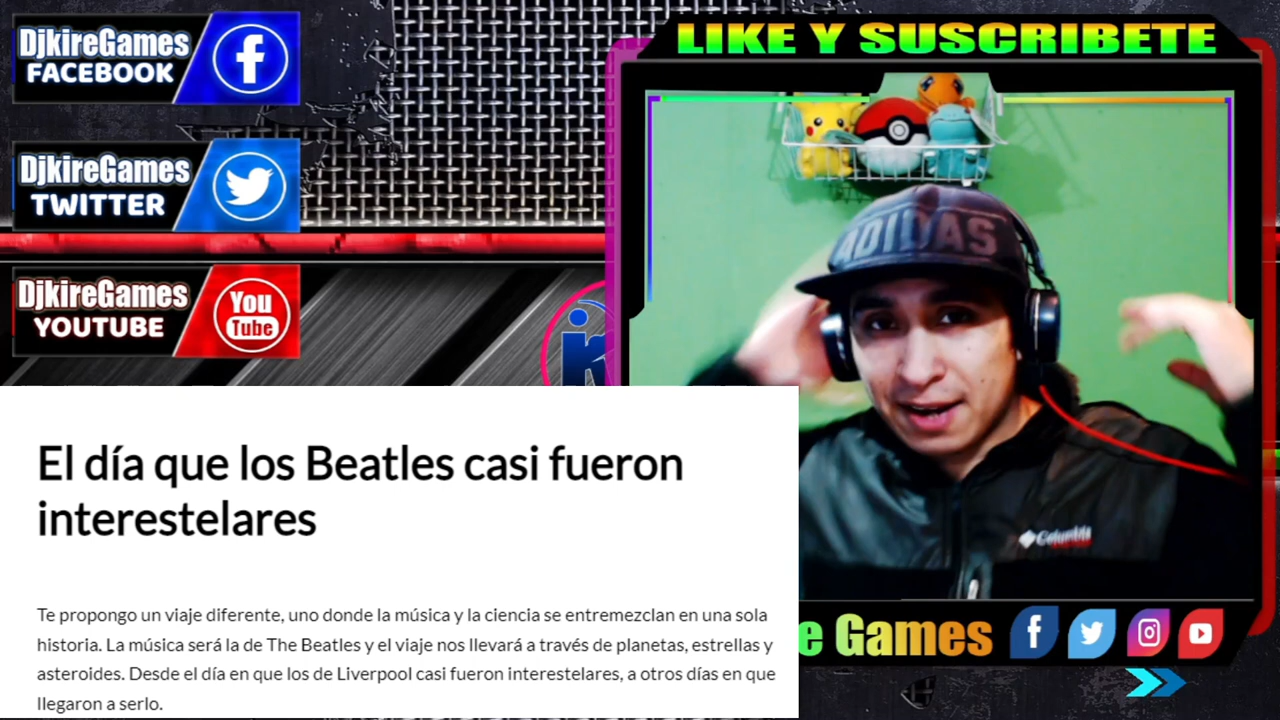 DjkireGames
FACEBOOK
DjkireGames
TWITTER
DjkireGames
YOUTUBE
You
Tube
LIKE Y SUSCRIBETE
ADIDAS
Columbia
El día que los Beatles casi fueron
interestelares
Te propongo un viaje diferente, uno donde la música y la ciencia se entremezclan en una sola
historia. La música será la de The Beatles y el viaje nos llevará a través de planetas, estrellas y
asteroides. Desde el día en que los de Liverpool casi fueron interestelares, a otros días en que
llegaron a serlo.
e Games